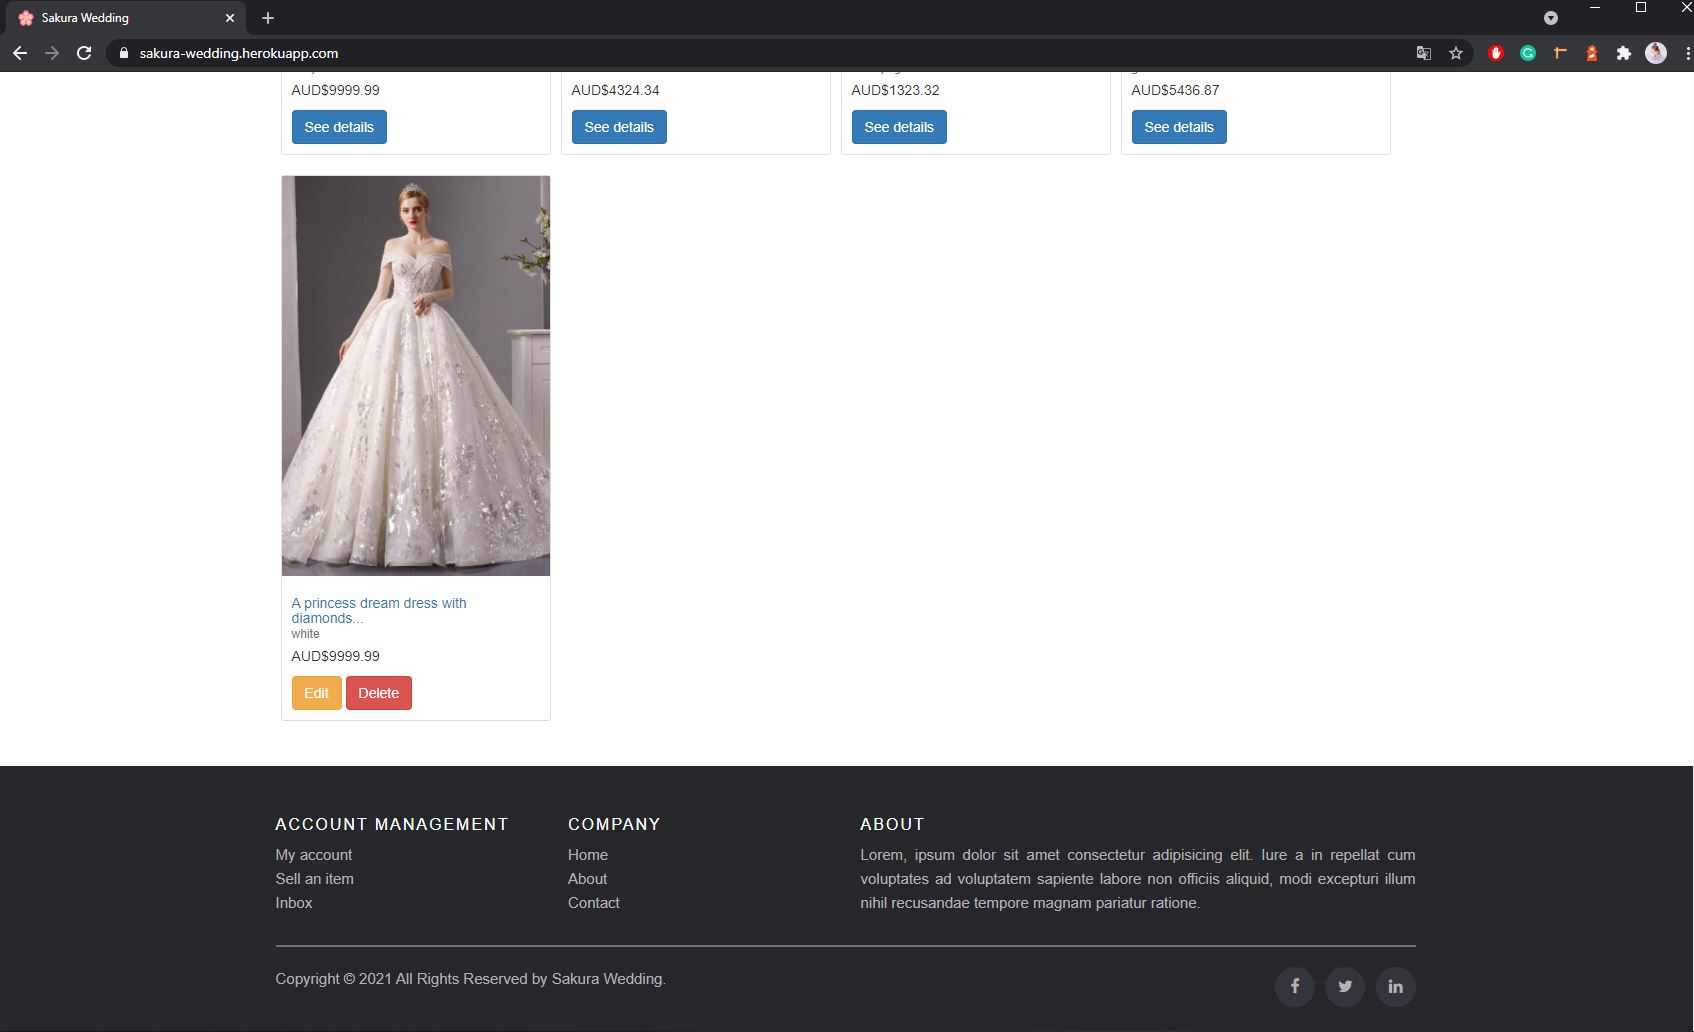 Sakura Wedding
sakura-wedding.herokuapp.com
AUD$9999.99
AUD$4324.34
AUD$1323.32
AUD$5436.87
See details
See details
See details
See details
A princess dream dress with
diamonds...
white
AUD$9999.99
Edit Delete
ACCOUNT MANAGEMENT
My account
Sell an item
Inbox
COMPANY
Home
About
Contact
ABOUT
Lorem, ipsum dolor sit amet consectetur adipisicing elit. Iure a in repellat cum
voluptates ad voluptatem sapiente labore non officiis aliquid, modi excepturi illum
nihil recusandae tempore magnam pariatur ratione.
Copyright © 2021 All Rights Reserved by Sakura Wedding.